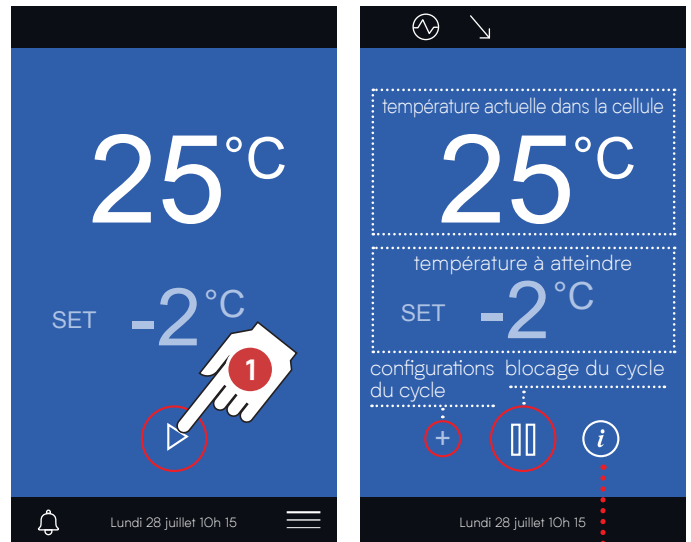 25°C
SET -2°C
1
Lundi 28 juillet 10h 15
température actuelle dans la cellule
25°C
température à atteindre
SET -2°C
configurations
du cycle
blocage du cycle
+
i
Lundi 28 juillet 10h 15